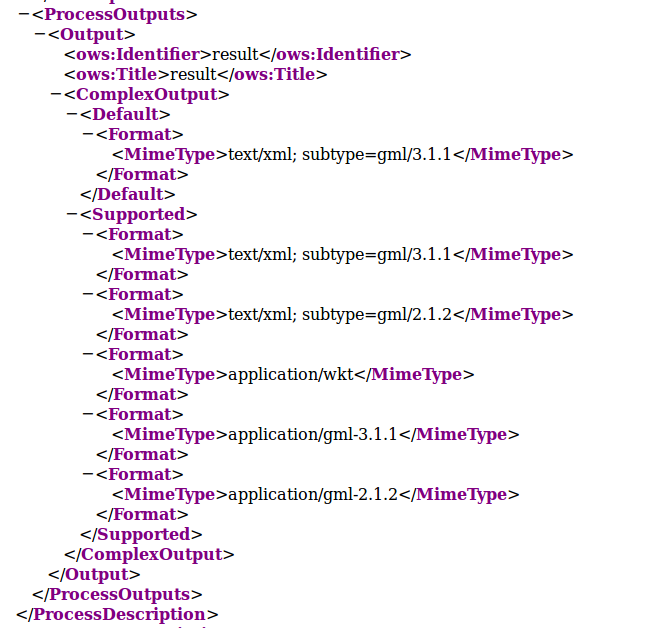 −<ProcessOutputs>
−<Output>
<ows:Identifier>result</ows:Identifier>
<ows:Title>result</ows:Title>
−<ComplexOutput>
−<Default>
−<Format>
<MimeType>text/xml; subtype=gml/3.1.1</MimeType>
</Format>
</Default>
−<Supported>
−<Format>
<MimeType>text/xml; subtype=gml/3.1.1</MimeType>
</Format>
−<Format>
<MimeType>text/xml; subtype=gml/2.1.2</MimeType>
</Format>
−<Format>
<MimeType>application/wkt</MimeType>
</Format>
−<Format>
<MimeType>application/gml-3.1.1</MimeType>
</Format>
−<Format>
<MimeType>application/gml-2.1.2</MimeType>
</Format>
</Supported>
</ComplexOutput>
</Output>
</ProcessOutputs>
</ProcessDescription>